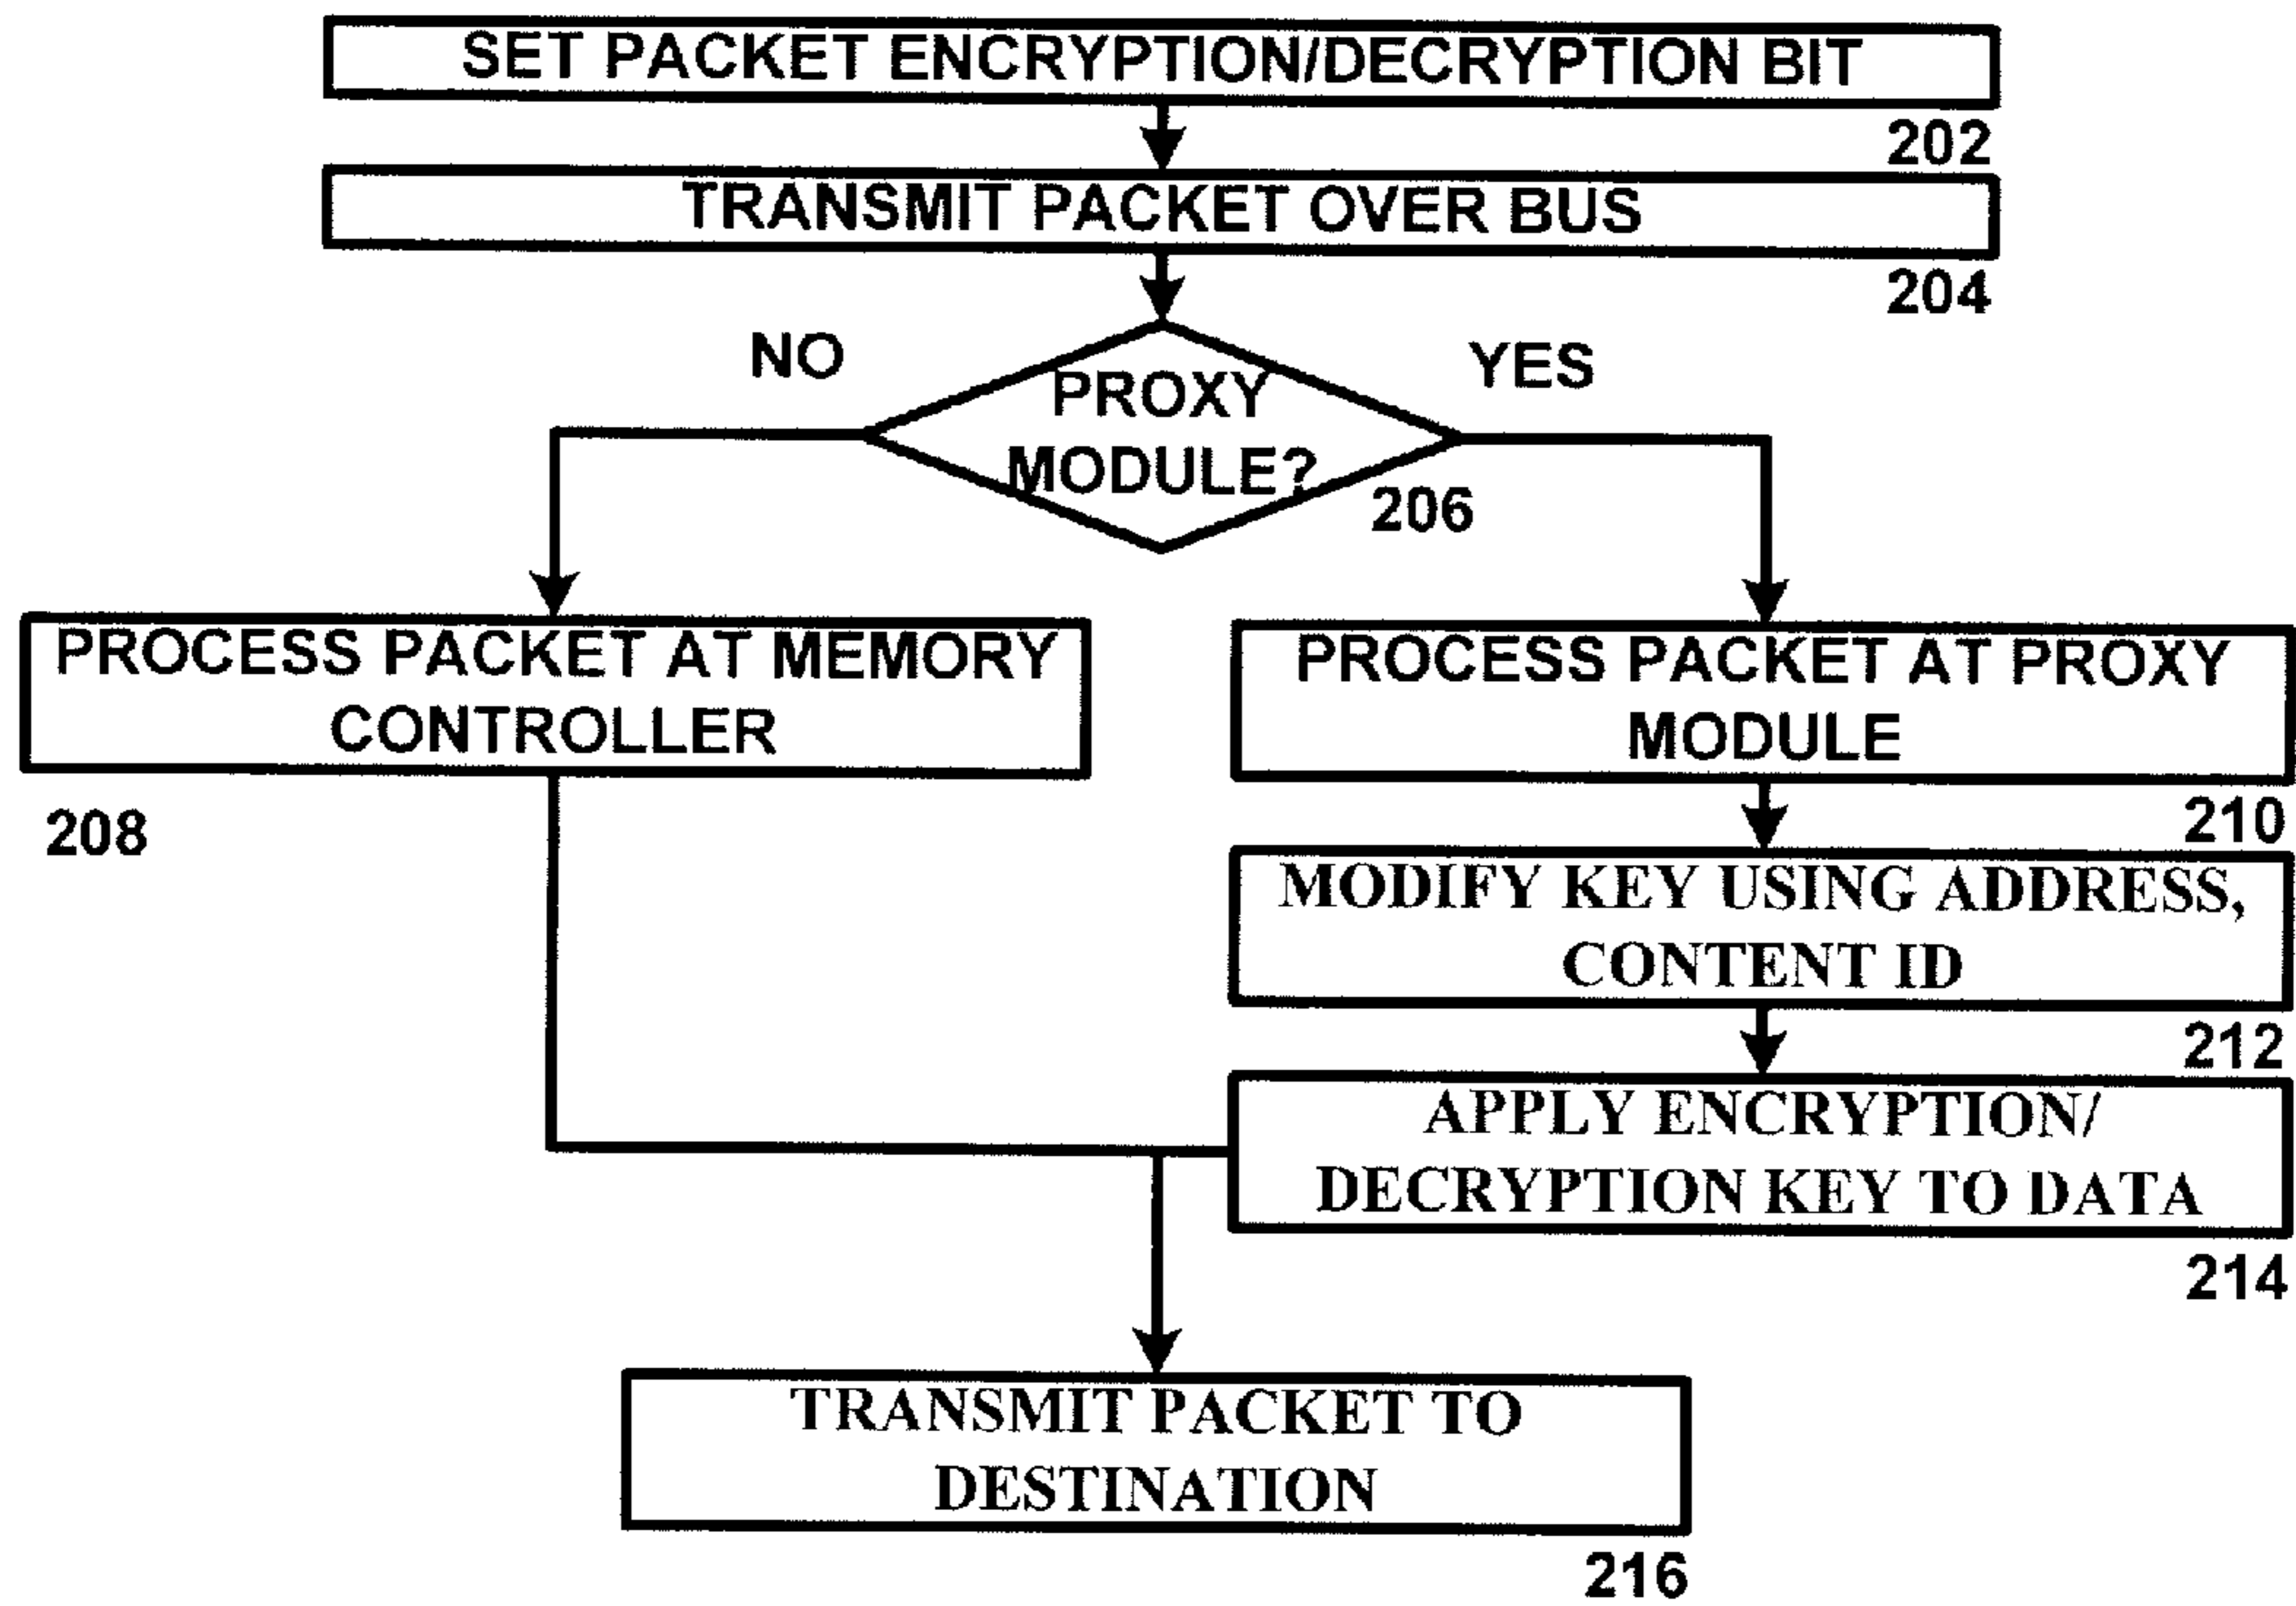 SET PACKET ENCRYPTION/DECRYPTION BIT
202
TRANSMIT PACKET OVER BUS
204
NO
YES
PROXY
MODULE?
206
PROCESS PACKET AT MEMORY
CONTROLLER
208
PROCESS PACKET AT PROXY
MODULE
210
MODIFY KEY USING ADDRESS,
CONTENT ID
212
APPLY ENCRYPTION/
DECRYPTION KEY TO DATA
214
TRANSMIT PACKET TO
DESTINATION
216